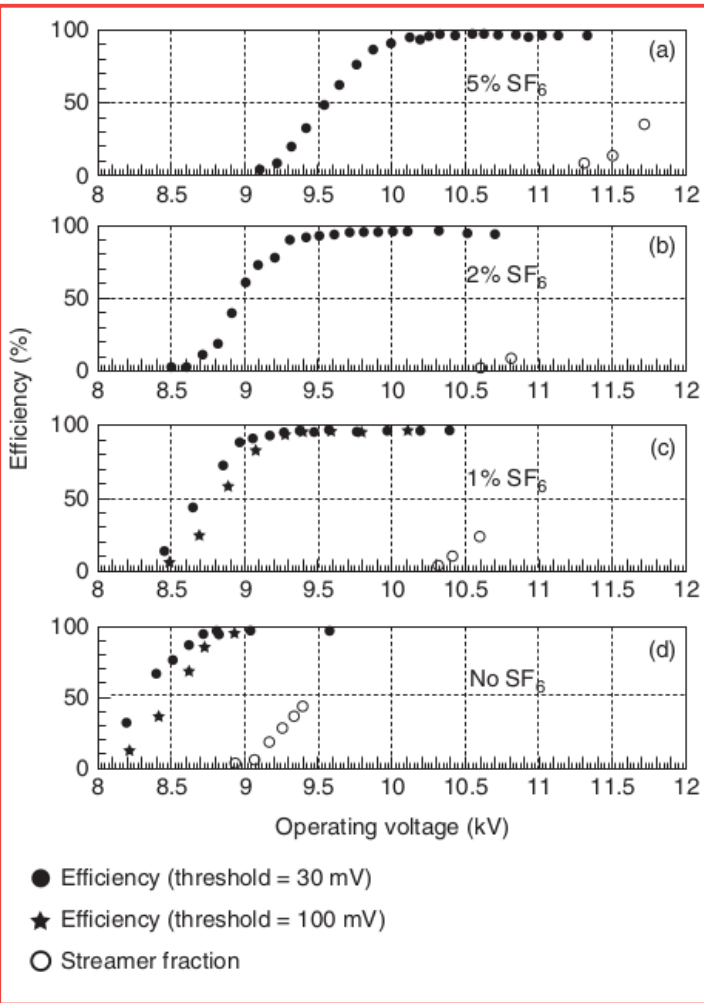 100
50
0
(a)
5% SF6
8 8.5 9 9.5 10 10.5 11 11.5 12
100
50
0
(b)
2% SF6
8 8.5 9 9.5 10 10.5 11 11.5 12
Efficiency (%)
100
50
0
(c)
1% SF6
8 8.5 9 9.5 10 10.5 11 11.5 12
100
50
0
(d)
No SF6
8 8.5 9 9.5 10 10.5 11 11.5 12
Operating voltage (kV)
Efficiency (threshold = 30 mV)
Efficiency (threshold = 100 mV)
Streamer fraction